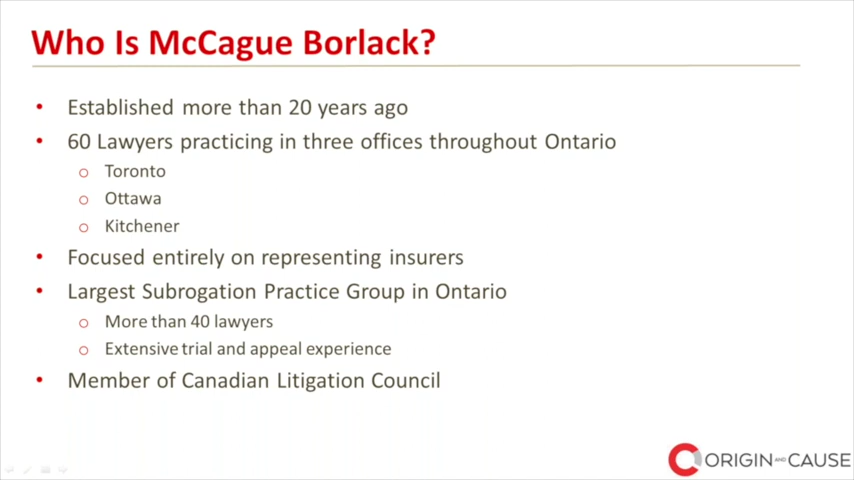 Who Is McCague Borlack?
• Established more than 20 years ago
• 60 Lawyers practicing in three offices throughout Ontario
o Toronto
o Ottawa
o Kitchener
• Focused entirely on representing insurers
• Largest Subrogation Practice Group in Ontario
o More than 40 lawyers
o Extensive trial and appeal experience
• Member of Canadian Litigation Council
ORIGIN AND CAUSE